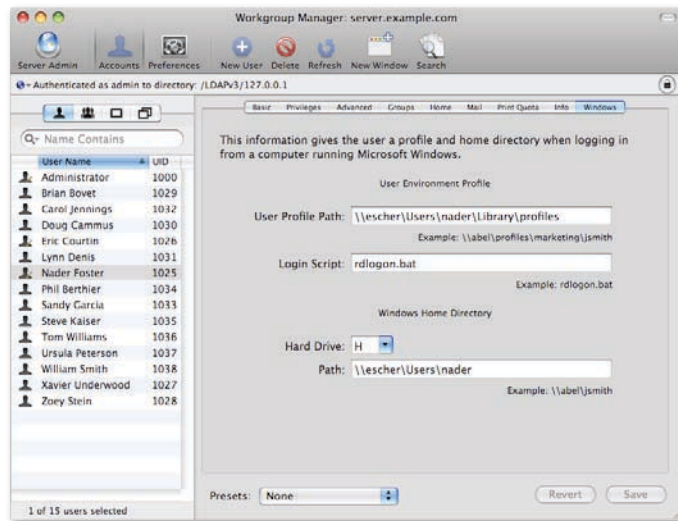 Workgroup Manager: server.example.com
Server Admin Accounts Preferences New User Delete Refresh New Window Search
Authenticated as admin to directory: /LDAPv3/127.0.0.1
Basic Privileges Advanced Groups Home Mail Print Quota Info Windows
Name Contains
User Name UID
Administrator 1000
Brian Bovet 1029
Carol Jennings 1032
Doug Cammus 1030
Eric Courtin 1026
Lynn Denis 1031
Nader Foster 1025
Phil Berthier 1034
Sandy Garcia 1033
Steve Kaiser 1035
Tom Williams 1036
Ursula Peterson 1037
William Smith 1038
Xavier Underwood 1027
Zoey Stein 1028
1 of 15 users selected
This information gives the user a profile and home directory when logging in
from a computer running Microsoft Windows.
User Environment Profile
User Profile Path: \\escher\Users\nader\Library\profiles
Example: \\abel\profiles\marketing\jsmith
Login Script: rdlogon.bat
Example: rdlogon.bat
Windows Home Directory
Hard Drive: H
Path: \\escher\Users\nader
Example: \\abel\jsmith
Presets: None
Revert Save